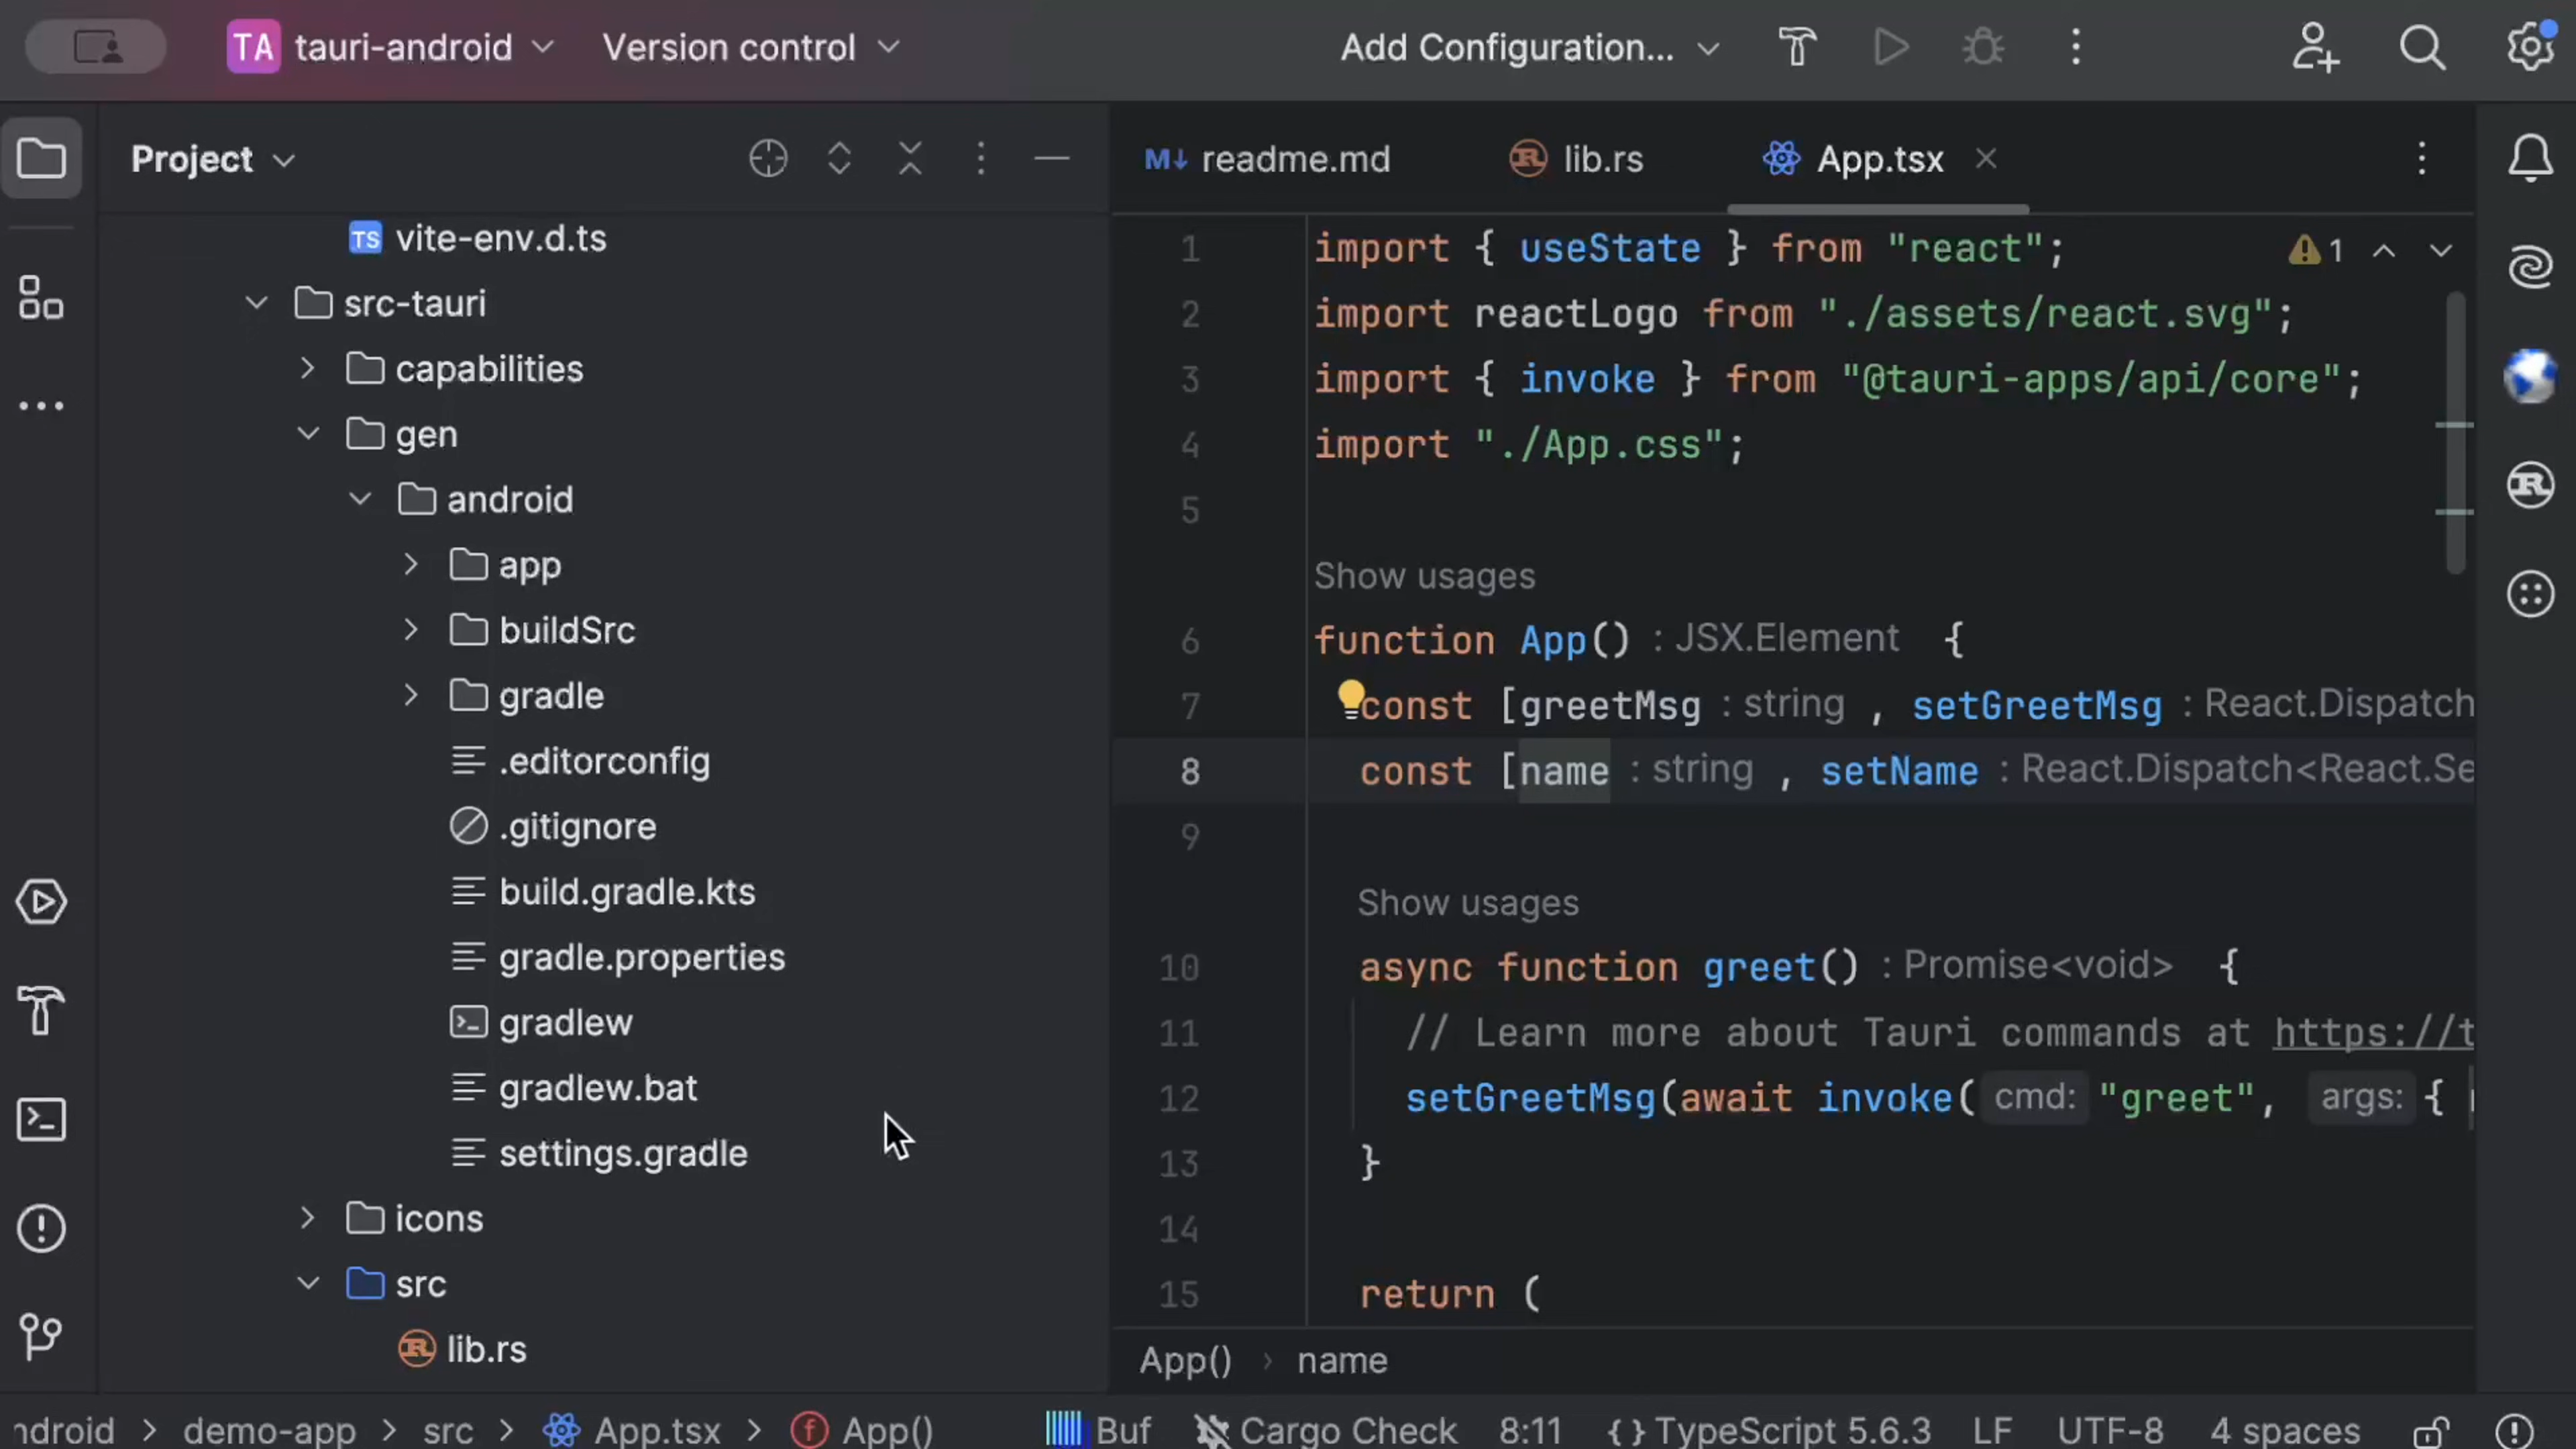 TA tauri-android Version control Add Configuration...
Project
readme.md lib.rs App.tsx
TS vite-env.d.ts
src-tauri
capabilities
gen
android
app
buildSrc
gradle
.editorconfig
.gitignore
build.gradle.kts
gradle.properties
gradlew
gradlew.bat
settings.gradle
icons
src
lib.rs
1 import { useState } from "react"; 1
2 import reactLogo from "./assets/react.svg";
3 import { invoke } from "@tauri-apps/api/core";
4 import "./App.css";
5
Show usages
6 function App() : JSX.Element {
7 const [greetMsg : string , setGreetMsg : React.Dispatch
8 const [name : string , setName : React.Dispatch<React.Se
9
Show usages
10 async function greet() : Promise<void> {
11 // Learn more about Tauri commands at https://t
12 setGreetMsg(await invoke( cmd: "greet", args: {
13 }
14
15 return (
App() › name
ndroid > demo-app > src > App.tsx > f App() Buf Cargo Check 8:11 {} TypeScript 5.6.3 LF UTF-8 4 spaces